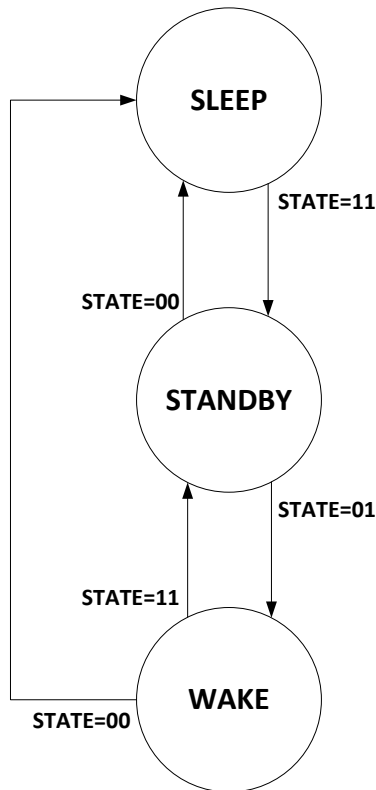 SLEEP
STATE=11
STATE=00
STANDBY
STATE=01
STATE=11
WAKE
STATE=00